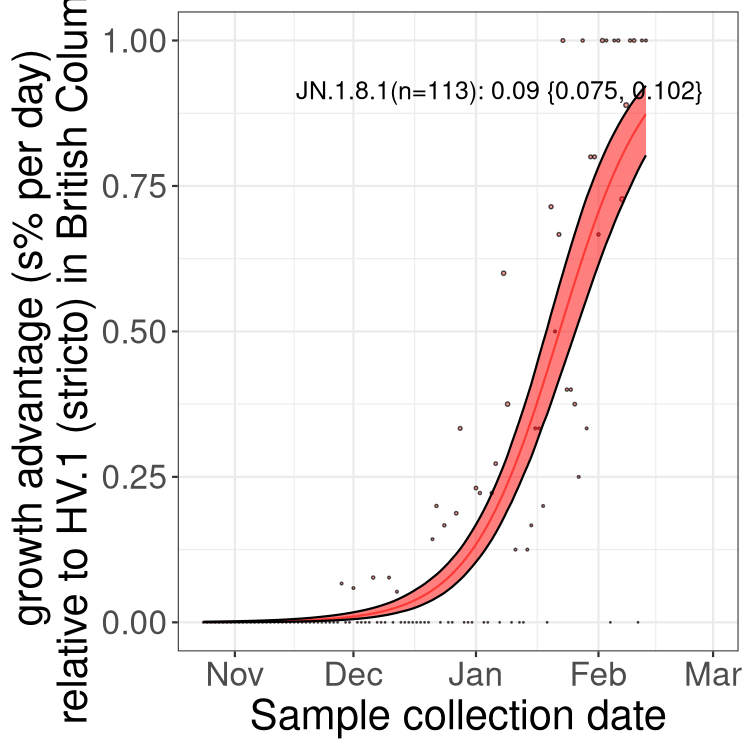 growth advantage (s% per day)
relative to HV.1 (stricto) in British Colum
1.00
0.75
0.50
0.25
0.00
JN.1.8.1(n=113): 0.09 {0.075, 0.102}
Nov Dec Jan Feb Mar
Sample collection date